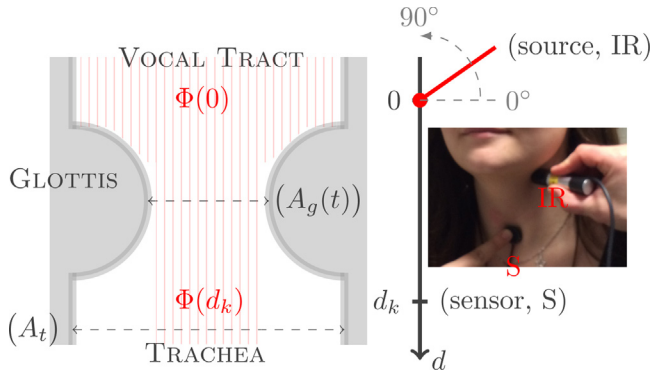 VOCAL TRACT
Φ(0)
GLOTTIS
(A_g(t))
Φ(d_k)
(A_t)
TRACHEA
90°
(source, IR)
0
0°
IR
S
d_k
(sensor, S)
d